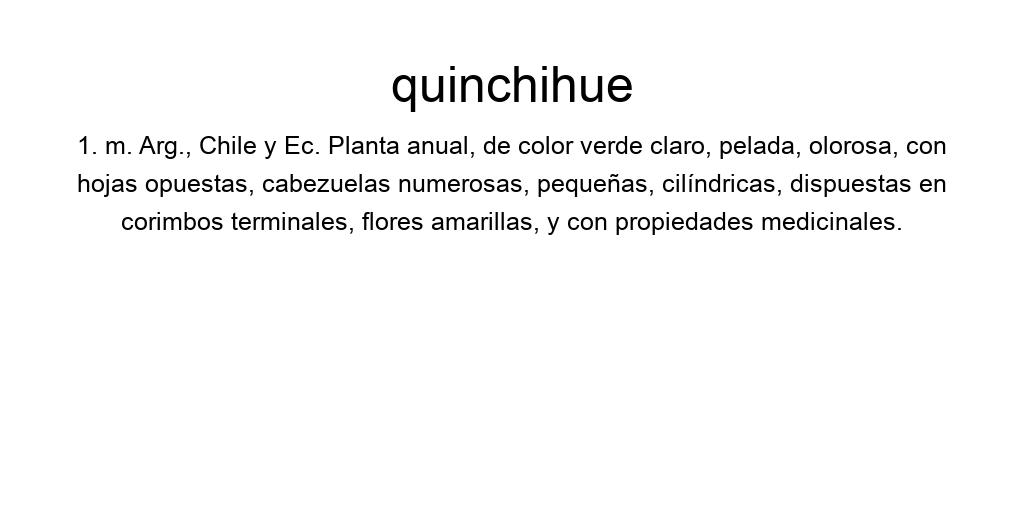 quinchihue
1. m. Arg., Chile y Ec. Planta anual, de color verde claro, pelada, olorosa, con
hojas opuestas, cabezuelas numerosas, pequeñas, cilíndricas, dispuestas en
corimbos terminales, flores amarillas, y con propiedades medicinales.